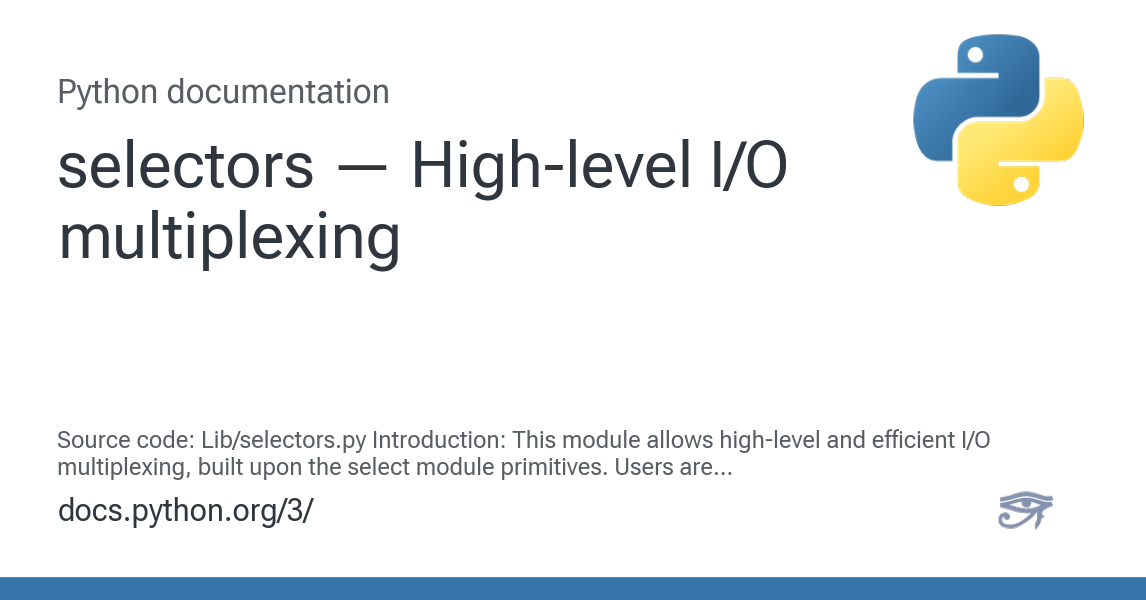 Python documentation
selectors — High-level I/O
multiplexing
Source code: Lib/selectors.py Introduction: This module allows high-level and efficient I/O
multiplexing, built upon the select module primitives. Users are...
docs.python.org/3/